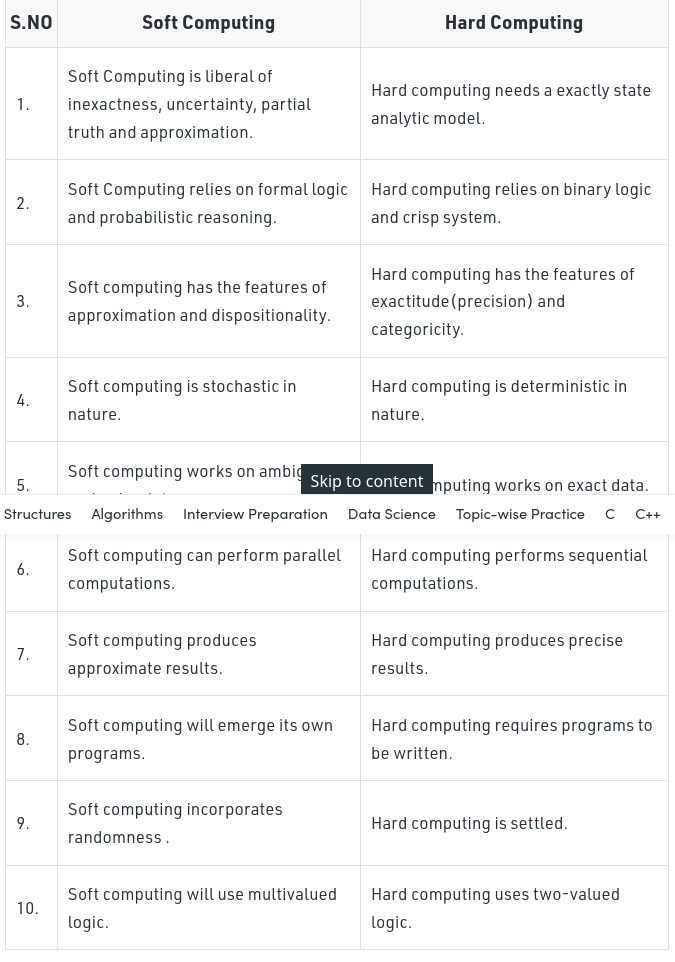 S.NO Soft Computing Hard Computing
1.
Soft Computing is liberal of
inexactness, uncertainty, partial
truth and approximation.
Hard computing needs a exactly state
analytic model.
2.
Soft Computing relies on formal logic
and probabilistic reasoning.
Hard computing relies on binary logic
and crisp system.
3.
Soft computing has the features of
approximation and dispositionality.
Hard computing has the features of
exactitude(precision) and
categoricity.
4.
Soft computing is stochastic in
nature.
Hard computing is deterministic in
nature.
5.
Soft computing works on
works on exact data.
Skip to content
Structures Algorithms Interview Preparation Data Science Topic-wise Practice C C++
6.
Soft computing can perform parallel
computations.
Hard computing performs sequential
computations.
7.
Soft computing produces
approximate results.
Hard computing produces precise
results.
8.
Soft computing will emerge its own
programs.
Hard computing requires programs to
be written.
9.
Soft computing incorporates
randomness .
Hard computing is settled.
10.
Soft computing will use multivalued
logic.
Hard computing uses two-valued
logic.